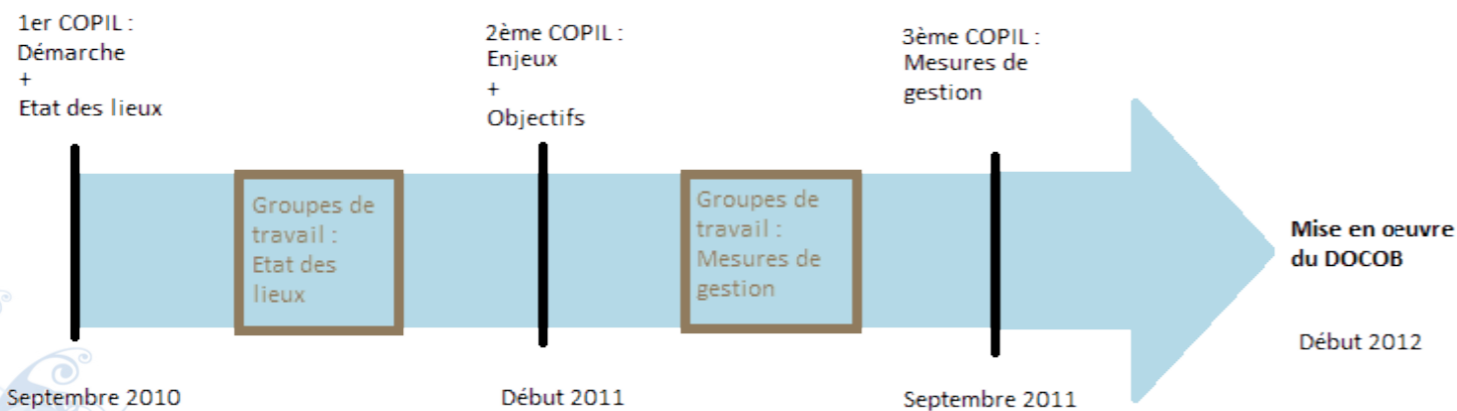 1er COPIL :
Démarche
+
Etat des lieux
2ème COPIL :
Enjeux
+
Objectifs
3ème COPIL :
Mesures de
gestion
Groupes de
travail :
Etat des
lieux
Groupes de
travail :
Mesures de
gestion
Mise en œuvre
du DOCOB
Début 2012
Septembre 2010
Début 2011
Septembre 2011